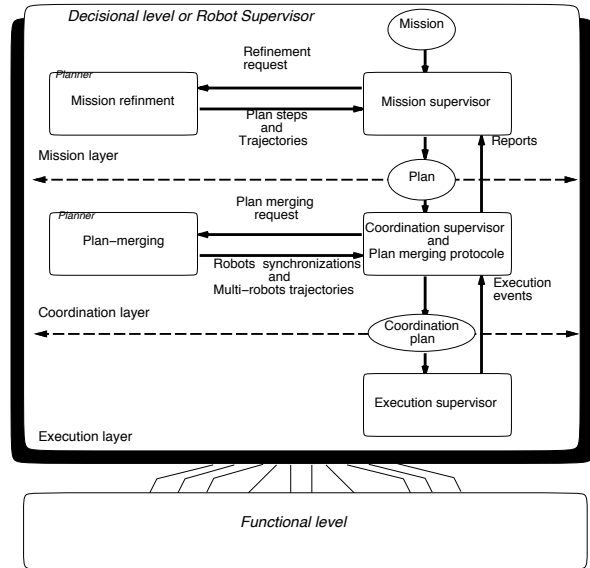 Decisional level or Robot Supervisor
Mission
Refinement
request
Planner
Mission refinment
Mission supervisor
Plan steps
and
Trajectories
Reports
Mission layer
Plan
Plan merging
request
Planner
Plan-merging
Coordination supervisor
and
Plan merging protocole
Robots synchronizations
and
Multi-robots trajectories
Execution
events
Coordination layer
Coordination
plan
Execution supervisor
Execution layer
Functional level